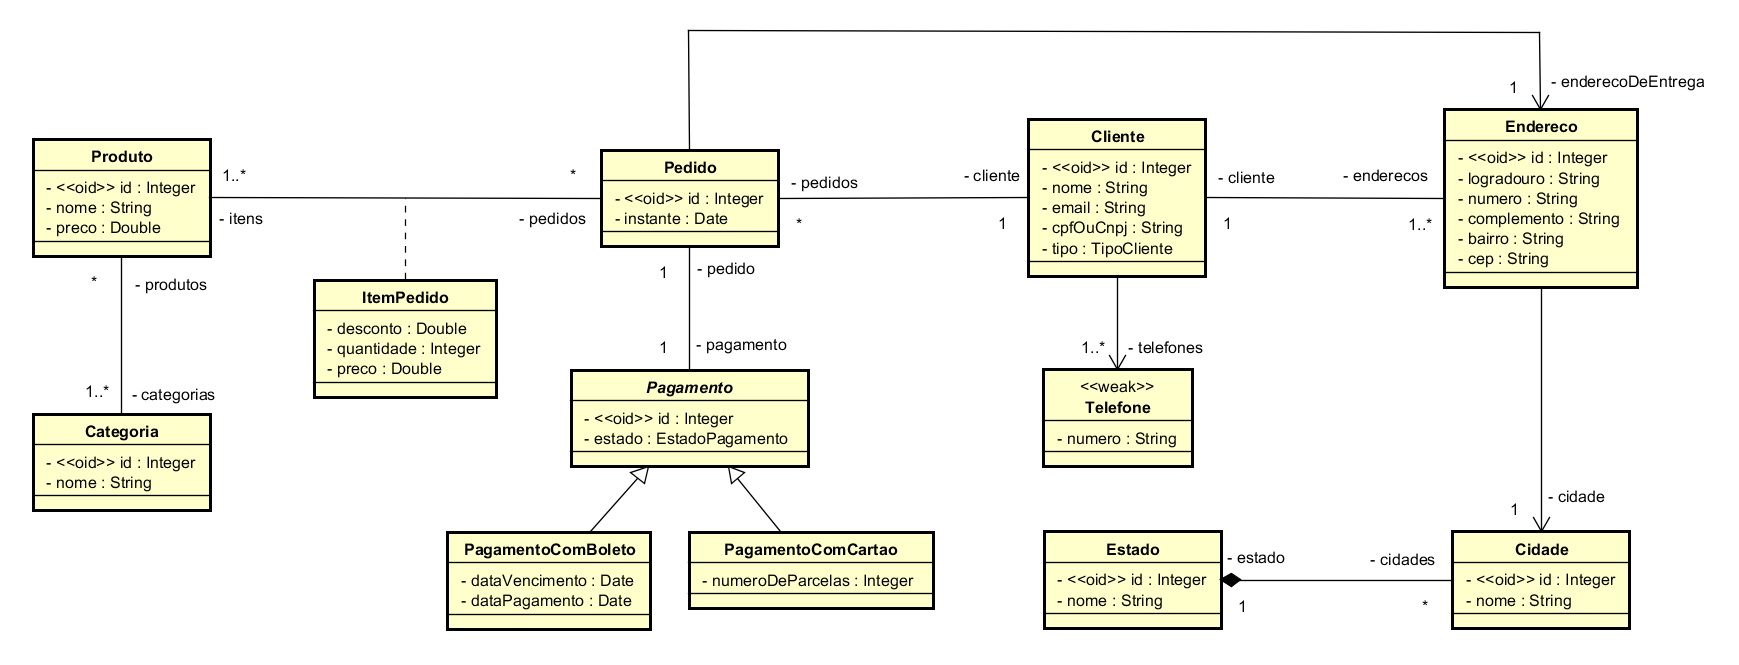 1
- enderecoDeEntrega
Produto
- <<oid>> id : Integer
- nome : String
- preco : Double
1..*
- itens
*
- pedidos
Pedido
- <<oid>> id : Integer
- instante : Date
- pedidos
*
- cliente
1
Cliente
- <<oid>> id : Integer
- nome : String
- email : String
- cpfOuCnpj : String
- tipo : TipoCliente
- cliente
1
- enderecos
1..*
Endereco
- <<oid>> id : Integer
- logradouro : String
- numero : String
- complemento : String
- bairro : String
- cep : String
*
- produtos
1..*
- categorias
Categoria
- <<oid>> id : Integer
- nome : String
ItemPedido
- desconto : Double
- quantidade : Integer
- preco : Double
1
- pedido
1
- pagamento
Pagamento
- <<oid>> id : Integer
- estado : EstadoPagamento
PagamentoComBoleto
- dataVencimento : Date
- dataPagamento : Date
PagamentoComCartao
- numeroDeParcelas : Integer
1..*
- telefones
<<weak>>
Telefone
- numero : String
1
- cidade
Estado
- <<oid>> id : Integer
- nome : String
- estado
1
- cidades
*
Cidade
- <<oid>> id : Integer
- nome : String